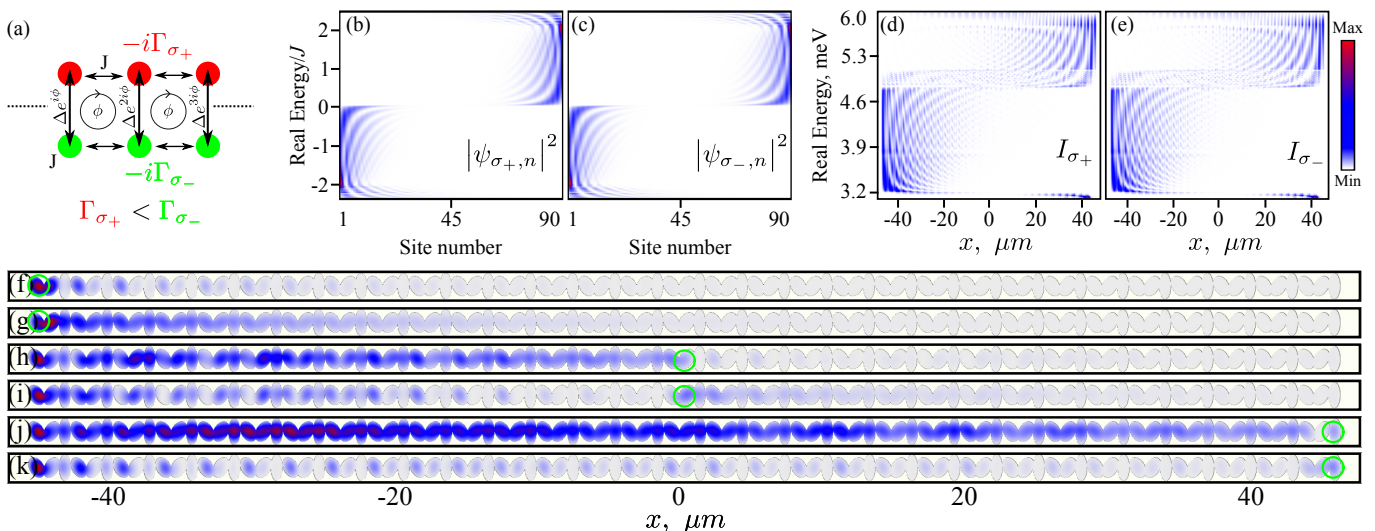 (a)
−iΓσ+
J
Δe^{iφ} φ Δe^{2iφ} φ Δe^{3iφ}
J
−iΓσ−
Γσ+ < Γσ−
(b)
Real Energy/J
2
1
0
-1
-2
|ψσ+,n|²
1 45 90
Site number
(c)
|ψσ−,n|²
1 45 90
Site number
(d)
Real Energy, meV
6.0
5.3
4.6
3.9
3.2
Iσ+
-40 -20 0 20 40
x, μm
(e)
Iσ−
-40 -20 0 20 40
x, μm
Max
Min
(f)
(g)
(h)
(i)
(j)
(k)
-40 -20 0 20 40
x, μm